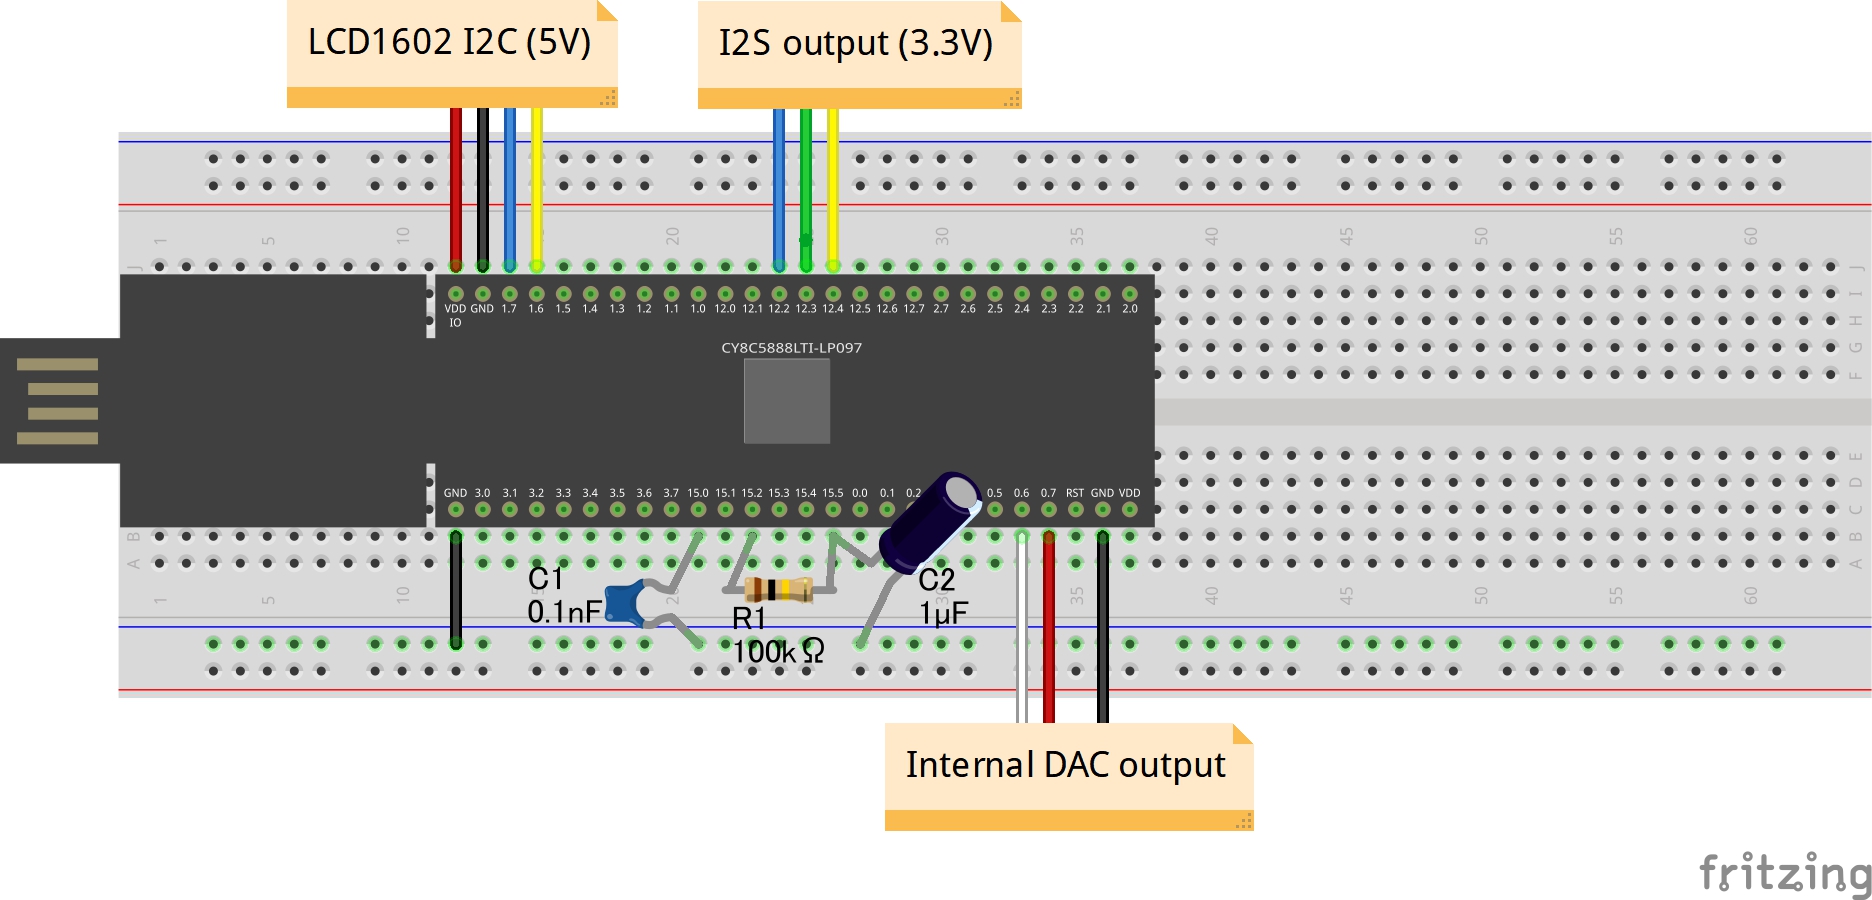 LCD1602 I2C (5V)
I2S output (3.3V)
1 5 10 20 30 35 40 45 50 55 60
J J
I
H
G
F
VDD IO GND 1.7 1.6 1.5 1.4 1.3 1.2 1.1 1.0 12.0 12.1 12.2 12.3 12.4 12.5 12.6 12.7 2.7 2.6 2.5 2.4 2.3 2.2 2.1 2.0
CY8C5888LTI-LP097
E
D
C
GND 3.0 3.1 3.2 3.3 3.4 3.5 3.6 3.7 15.0 15.1 15.2 15.3 15.4 15.5 0.0 0.1 0.2 0.5 0.6 0.7 RST GND VDD
B B
A A
C1
0.1nF
R1
100kΩ
C2
1µF
1 5 10 20 30 35 40 45 50 55 60
Internal DAC output
fritzing